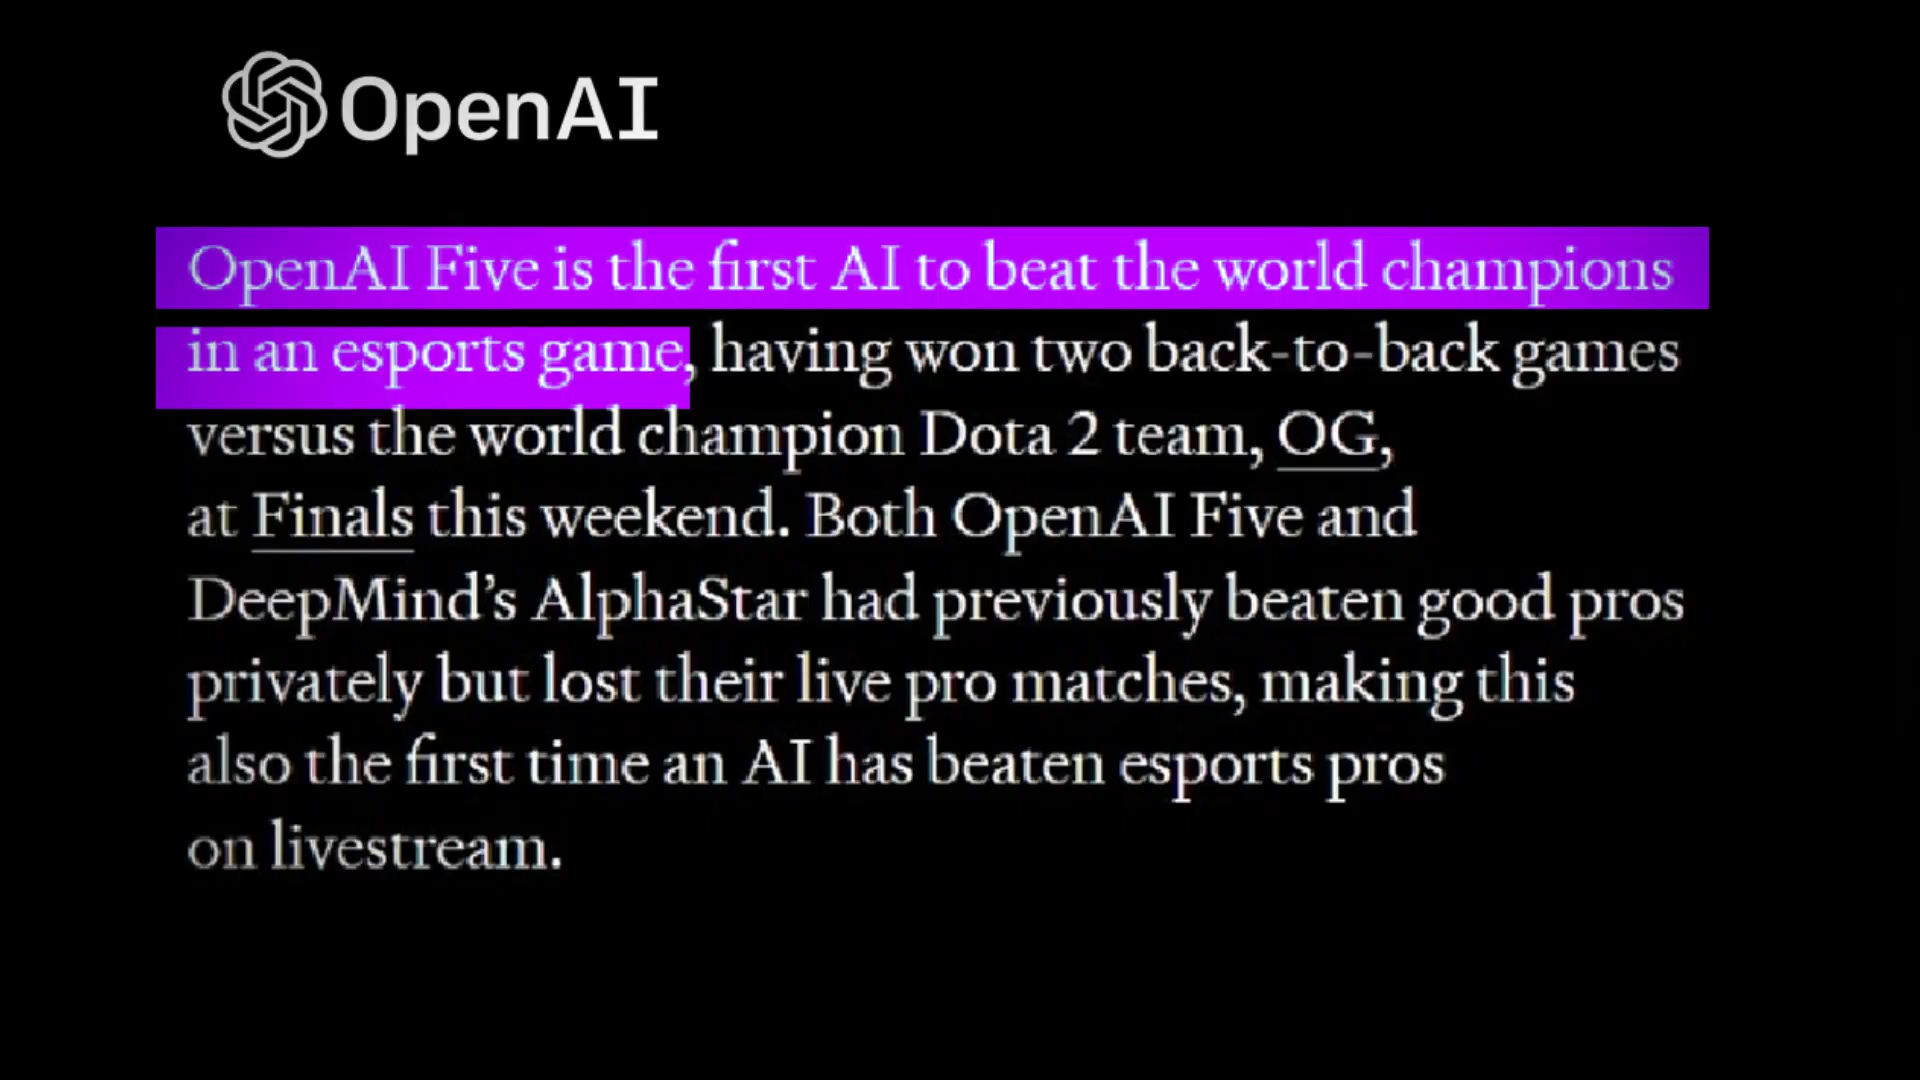 OpenAI
OpenAI Five is the first AI to beat the world champions
in an esports game, having won two back-to-back games
versus the world champion Dota 2 team, OG,
at Finals this weekend. Both OpenAI Five and
DeepMind’s AlphaStar had previously beaten good pros
privately but lost their live pro matches, making this
also the first time an AI has beaten esports pros
on livestream.